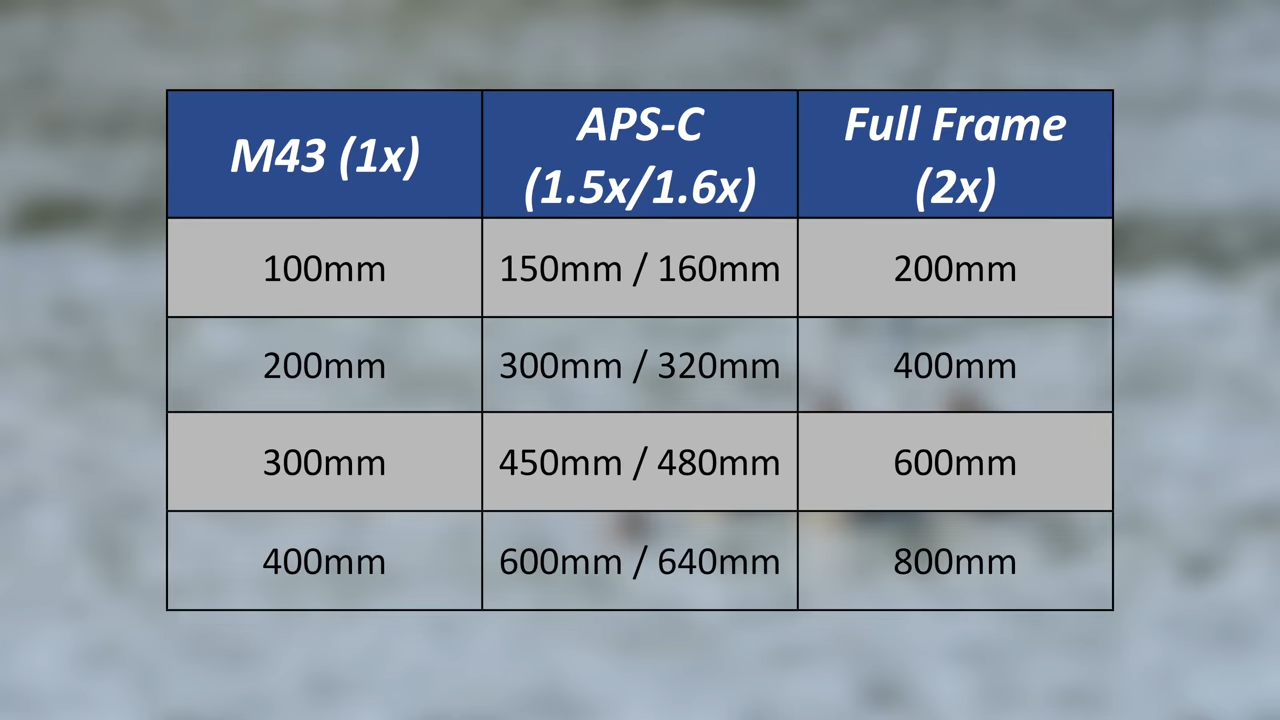 M43 (1x)
APS-C
(1.5x/1.6x)
Full Frame
(2x)
100mm
150mm / 160mm
200mm
200mm
300mm / 320mm
400mm
300mm
450mm / 480mm
600mm
400mm
600mm / 640mm
800mm